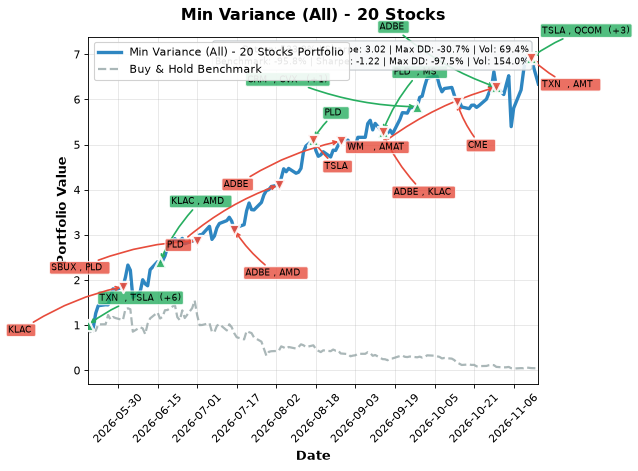 Min Variance (All) - 20 Stocks
ADBE
TSLA, QCOM (+3)
Min Variance (All) - 20 Stocks Portfolio
Buy & Hold Benchmark
3.02 | Max DD: -30.7% | Vol: 69.4%
-1.22 | Max DD: -97.5% | Vol: 154.0%
TXN , AMT
PLD , MS
PLD
WM , AMAT
CME
TSLA
ADBE
ADBE , KLAC
KLAC , AMD
PLD
SBUX , PLD
ADBE , AMD
TXN , TSLA (+6)
KLAC
Portfolio Value
7
6
5
4
3
2
1
0
2026-05-30
2026-06-15
2026-07-01
2026-07-17
2026-08-02
2026-08-18
2026-09-03
2026-09-19
2026-10-05
2026-10-21
2026-11-06
Date